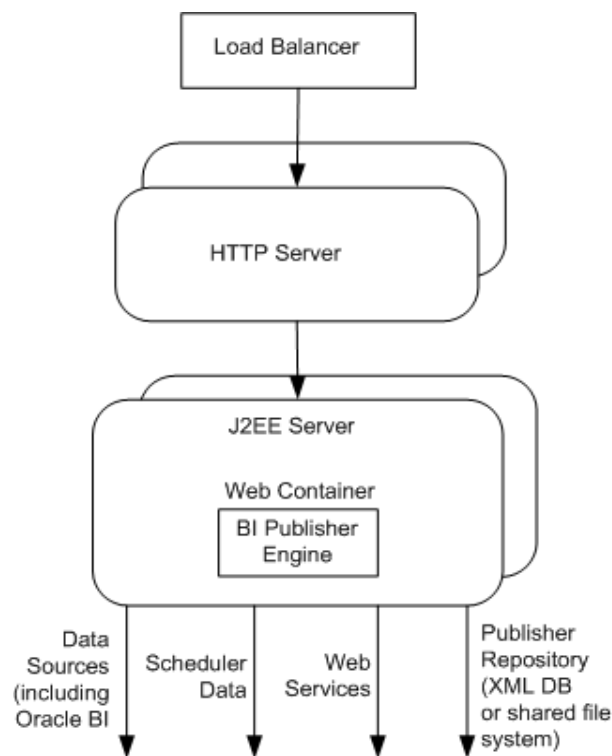 Load Balancer
HTTP Server
J2EE Server
Web Container
BI Publisher
Engine
Data
Sources
(including
Oracle BI
Scheduler
Data
Web
Services
Publisher
Repository
(XML DB
or shared file
system)